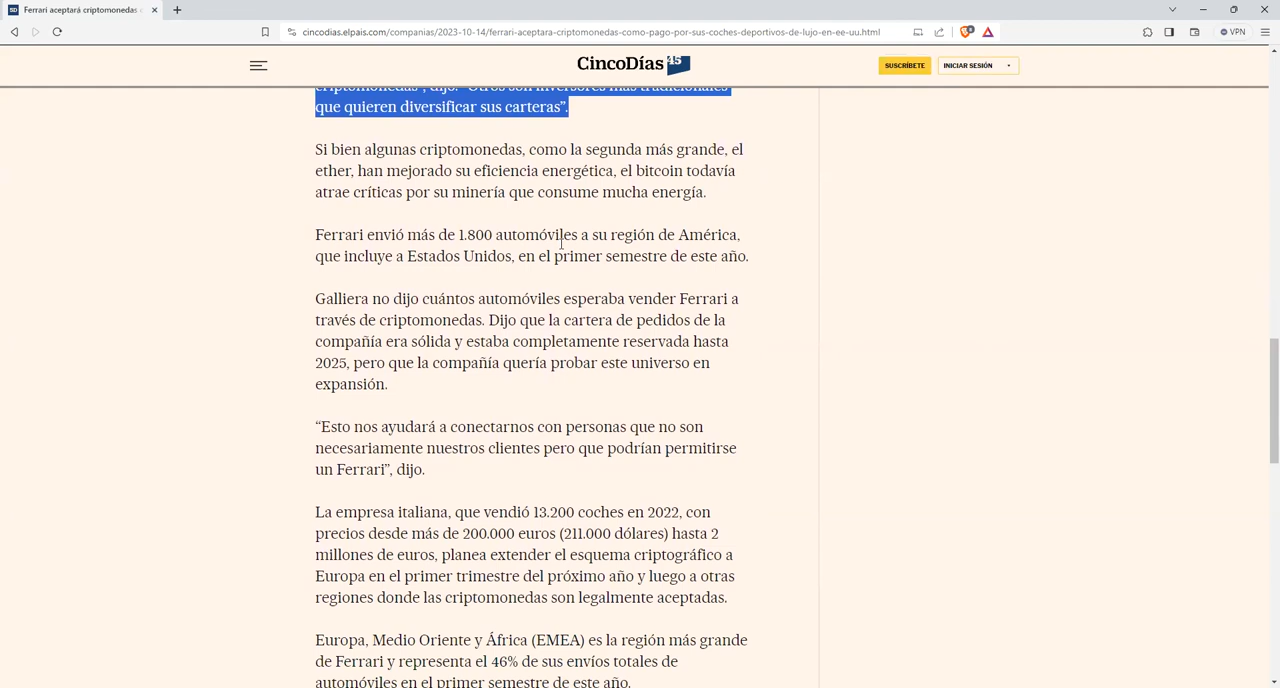 Ferrari aceptará criptomonedas c
cincodias.elpais.com/companias/2023-10-14/ferrari-aceptara-criptomonedas-como-pago-por-sus-coches-deportivos-de-lujo-en-ee-uu.html
VPN
CincoDías 45
SUSCRÍBETE
INICIAR SESIÓN
criptomonedas”, dijo. “Otros son inversores más tradicionales
que quieren diversificar sus carteras”.
Si bien algunas criptomonedas, como la segunda más grande, el
ether, han mejorado su eficiencia energética, el bitcoin todavía
atrae críticas por su minería que consume mucha energía.
Ferrari envió más de 1.800 automóviles a su región de América,
que incluye a Estados Unidos, en el primer semestre de este año.
Galliera no dijo cuántos automóviles esperaba vender Ferrari a
través de criptomonedas. Dijo que la cartera de pedidos de la
compañía era sólida y estaba completamente reservada hasta
2025, pero que la compañía quería probar este universo en
expansión.
“Esto nos ayudará a conectarnos con personas que no son
necesariamente nuestros clientes pero que podrían permitirse
un Ferrari”, dijo.
La empresa italiana, que vendió 13.200 coches en 2022, con
precios desde más de 200.000 euros (211.000 dólares) hasta 2
millones de euros, planea extender el esquema criptográfico a
Europa en el primer trimestre del próximo año y luego a otras
regiones donde las criptomonedas son legalmente aceptadas.
Europa, Medio Oriente y África (EMEA) es la región más grande
de Ferrari y representa el 46% de sus envíos totales de
automóviles en el primer semestre de este año.